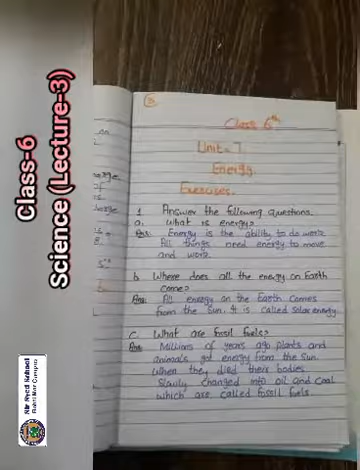 Class-6
Science (Lecture-3)
Class 6th
Unit-7
Energy
Exercises.
1. Answer the following questions.
a. What is energy?
Ans: Energy is the ability to do work.
All things need energy to move
and work.
b. Where does all the energy on Earth
come?
Ans: All energy on the Earth comes
from the Sun. It is called solar energy.
c. What are fosil fuels?
Ans: Millions of years ago plants and
animals got energy from the Sun.
When they died their bodies
slowly changed into oil and coal
which are called fossil fuels.